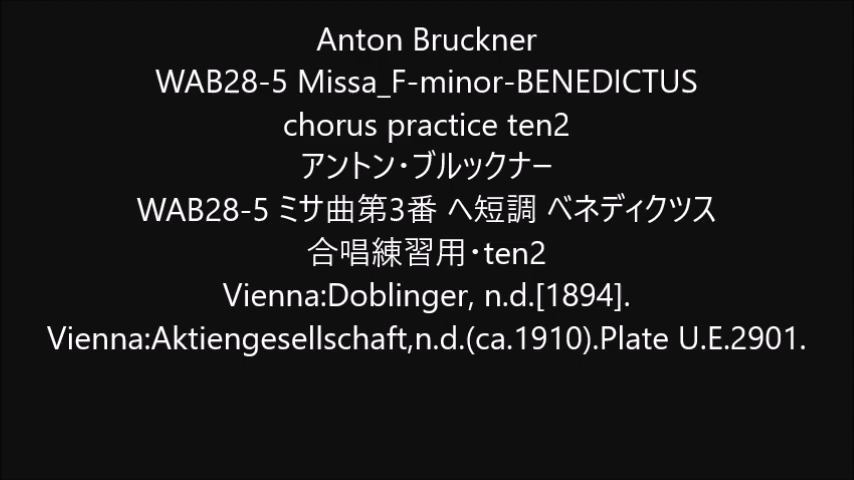 Anton Bruckner
WAB28-5 Missa_F-minor-BENEDICTUS
chorus practice ten2
アントン・ブルックナー
WAB28-5 ミサ曲第3番 ヘ短調 ベネディクツス
合唱練習用・ten2
Vienna:Doblinger, n.d.[1894].
Vienna:Aktiengesellschaft,n.d.(ca.1910).Plate U.E.2901.